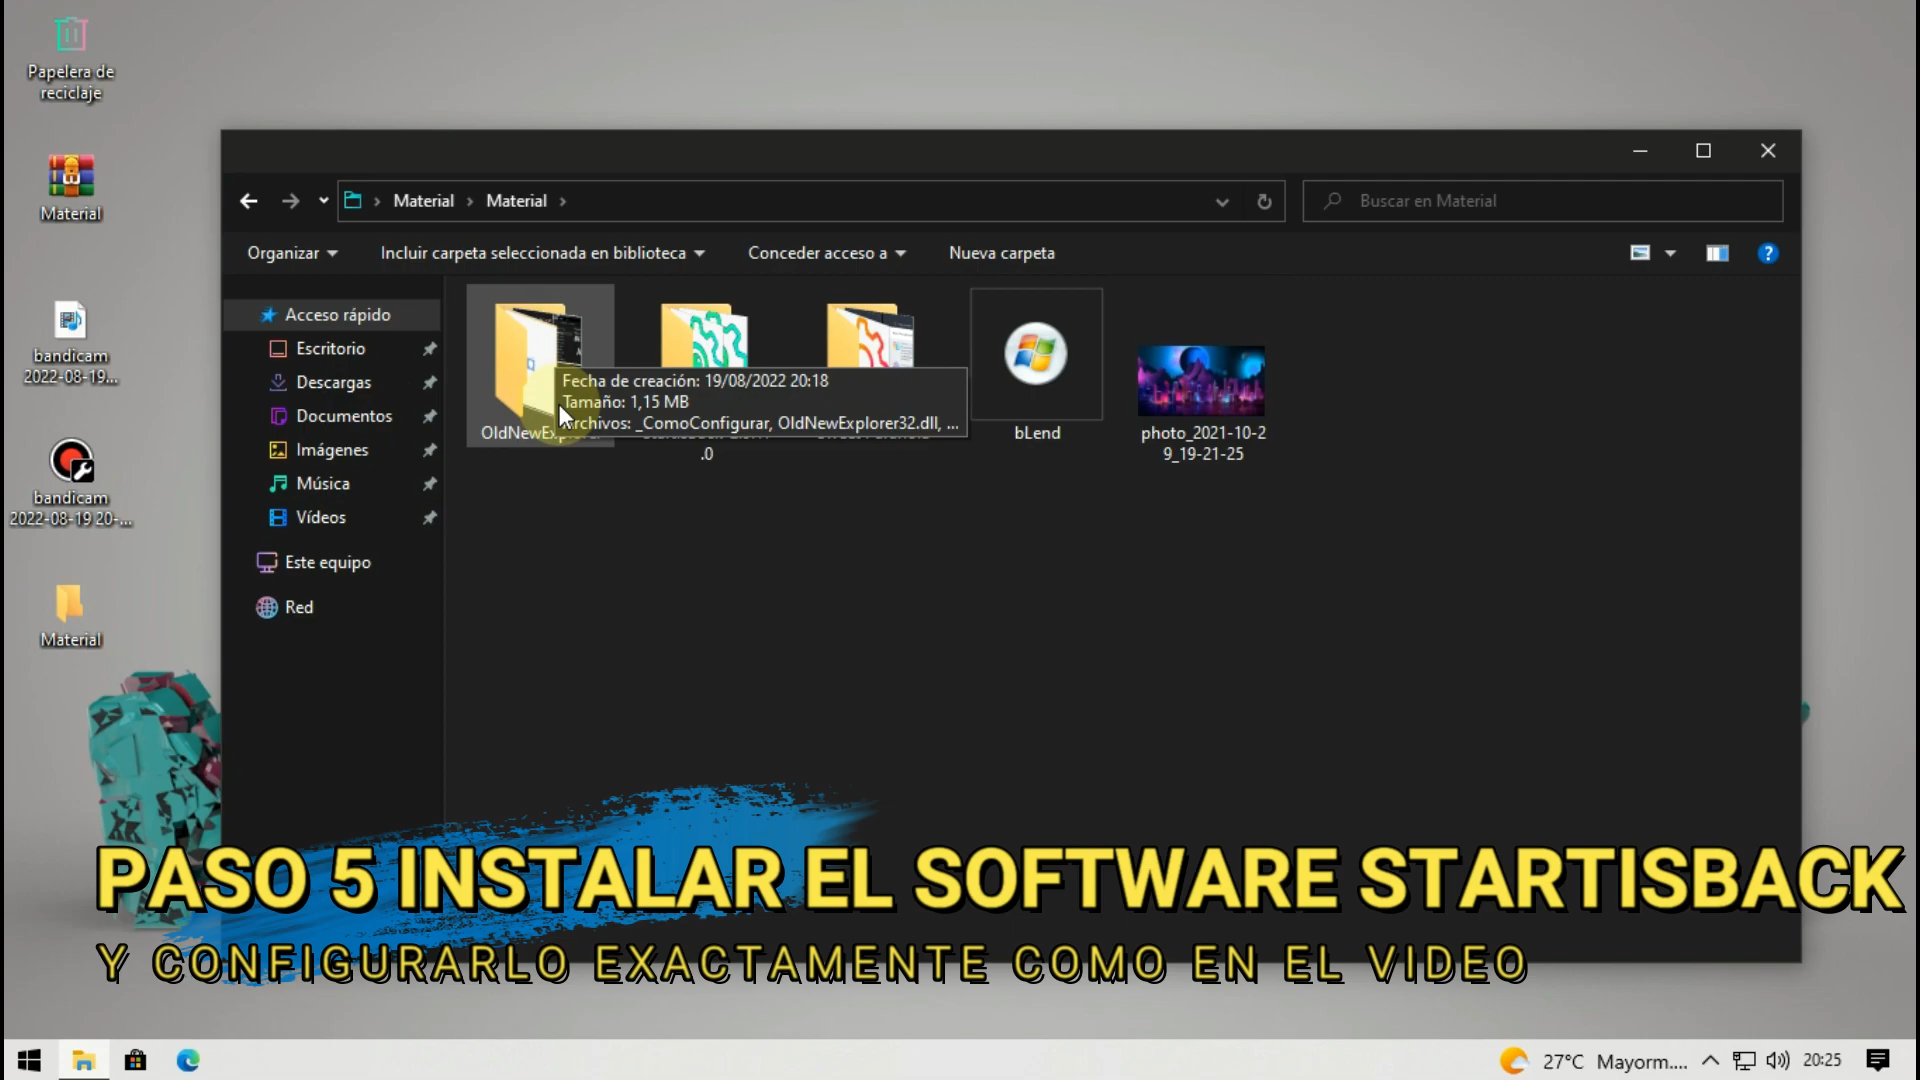 Papelera de
reciclaje
Material
bandicam
2022-08-19...
bandicam
2022-08-19 20-...
Material
Material
Material
Buscar en Material
Organizar
Incluir carpeta seleccionada en biblioteca
Conceder acceso a
Nueva carpeta
Acceso rápido
Escritorio
Descargas
Documentos
Imágenes
Música
Vídeos
Este equipo
Red
Fecha de creación: 19/08/2022 20:18
Tamaño: 1,15 MB
Archivos: _ComoConfigurar, OldNewExplorer32.dll, ...
OldNewExplorer
.0
bLend
photo_2021-10-2
9_19-21-25
PASO 5 INSTALAR EL SOFTWARE STARTISBACK
Y CONFIGURARLO EXACTAMENTE COMO EN EL VIDEO
27°C Mayorm....
20:25